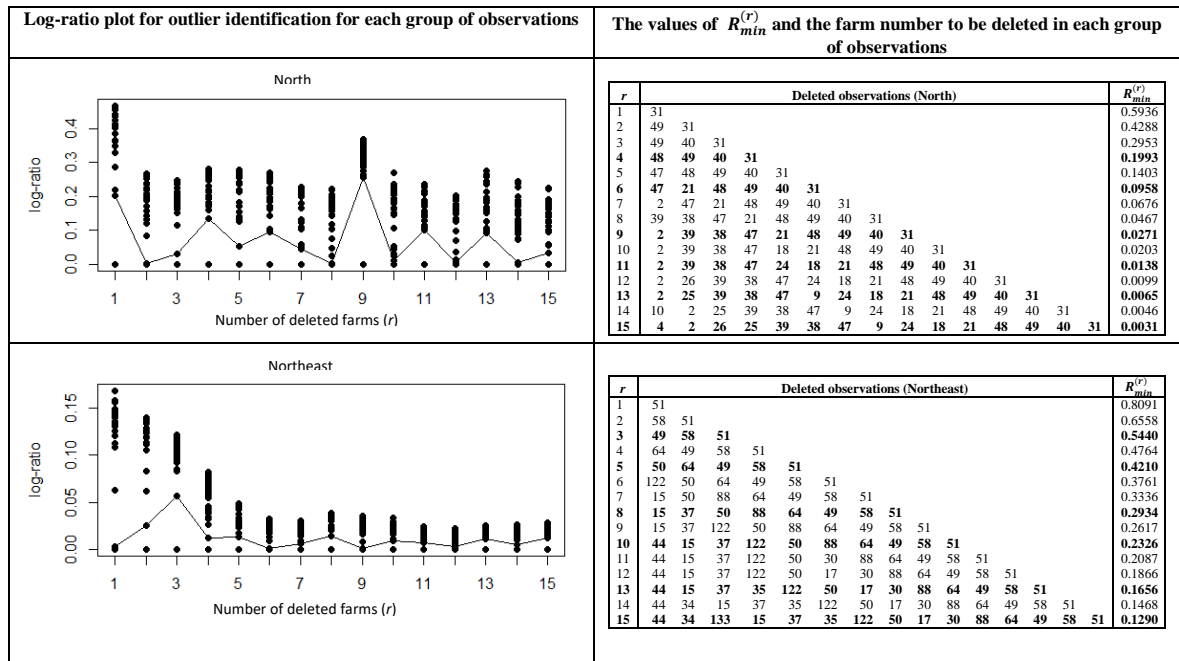 Log-ratio plot for outlier identification for each group of observations
The values of R_min^(r) and the farm number to be deleted in each group
of observations
North
log-ratio
0.0 0.1 0.2 0.3 0.4
1 3 5 7 9 11 13 15
Number of deleted farms (r)
r Deleted observations (North) R_min^(r)
1 31 0.5936
2 49 31 0.4288
3 49 40 31 0.2953
4 48 49 40 31 0.1993
5 47 48 49 40 31 0.1403
6 47 21 48 49 40 31 0.0958
7 2 47 21 48 49 40 31 0.0676
8 39 38 47 21 48 49 40 31 0.0467
9 2 39 38 47 21 48 49 40 31 0.0271
10 2 39 38 47 18 21 48 49 40 31 0.0203
11 2 39 38 47 24 18 21 48 49 40 31 0.0138
12 2 26 39 38 47 24 18 21 48 49 40 31 0.0099
13 2 25 39 38 47 9 24 18 21 48 49 40 31 0.0065
14 10 2 25 39 38 47 9 24 18 21 48 49 40 31 0.0046
15 4 2 26 25 39 38 47 9 24 18 21 48 49 40 31 0.0031
Northeast
log-ratio
0.00 0.05 0.10 0.15
1 3 5 7 9 11 13 15
Number of deleted farms (r)
r Deleted observations (Northeast) R_min^(r)
1 51 0.8091
2 58 51 0.6558
3 49 58 51 0.5440
4 64 49 58 51 0.4764
5 50 64 49 58 51 0.4210
6 122 50 64 49 58 51 0.3761
7 15 50 88 64 49 58 51 0.3336
8 15 37 50 88 64 49 58 51 0.2934
9 15 37 122 50 88 64 49 58 51 0.2617
10 44 15 37 122 50 88 64 49 58 51 0.2326
11 44 15 37 122 50 30 88 64 49 58 51 0.2087
12 44 15 37 122 50 17 30 88 64 49 58 51 0.1866
13 44 15 37 35 122 50 17 30 88 64 49 58 51 0.1656
14 44 34 15 37 35 122 50 17 30 88 64 49 58 51 0.1468
15 44 34 133 15 37 35 122 50 17 30 88 64 49 58 51 0.1290